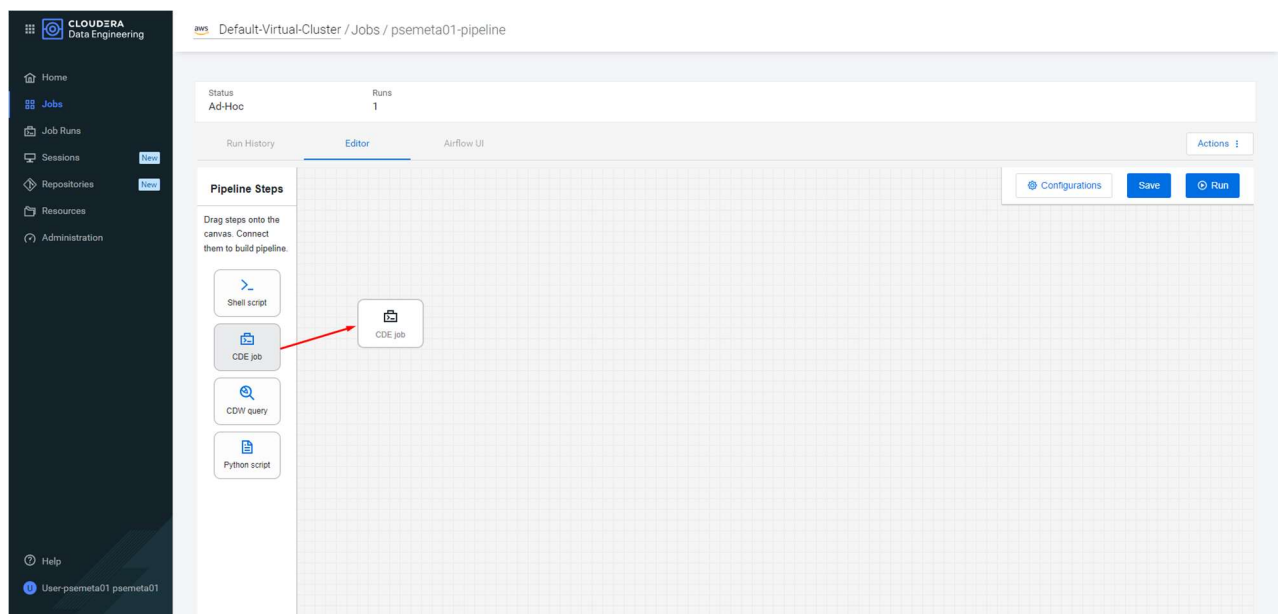 CLOUDERA
Data Engineering
aws Default-Virtual-Cluster / Jobs / psemeta01-pipeline
Home
Jobs
Job Runs
Sessions New
Repositories New
Resources
Administration
Help
U User-psemeta01 psemeta01
Status Runs
Ad-Hoc 1
Run History Editor Airflow UI Actions
Pipeline Steps
Configurations Save Run
Drag steps onto the
canvas. Connect
them to build pipeline.
Shell script
CDE job
CDW query
Python script
CDE job